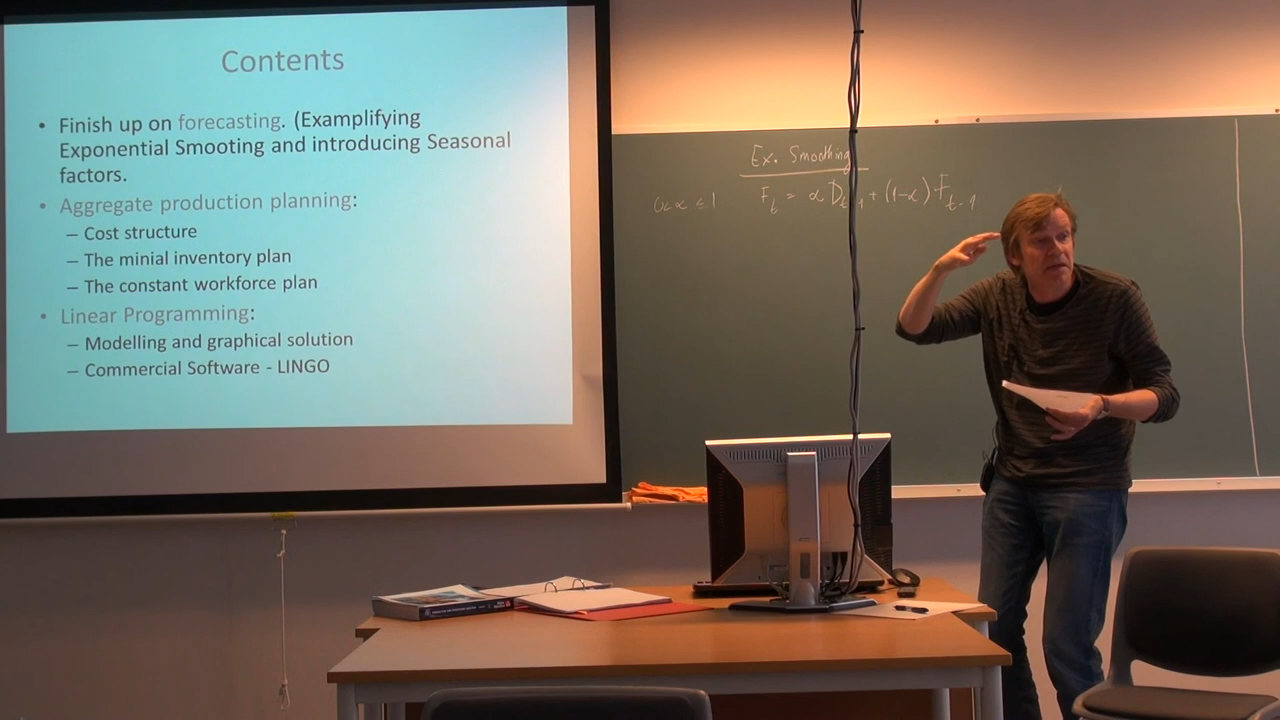 Contents
• Finish up on forecasting. (Examplifying
Exponential Smooting and introducing Seasonal
factors.
• Aggregate production planning:
– Cost structure
– The minial inventory plan
– The constant workforce plan
• Linear Programming:
– Modelling and graphical solution
– Commercial Software - LINGO
Ex. Smoothing
0 < α ≤ 1 F_t = α D_t-1 + (1-α) F_t-1